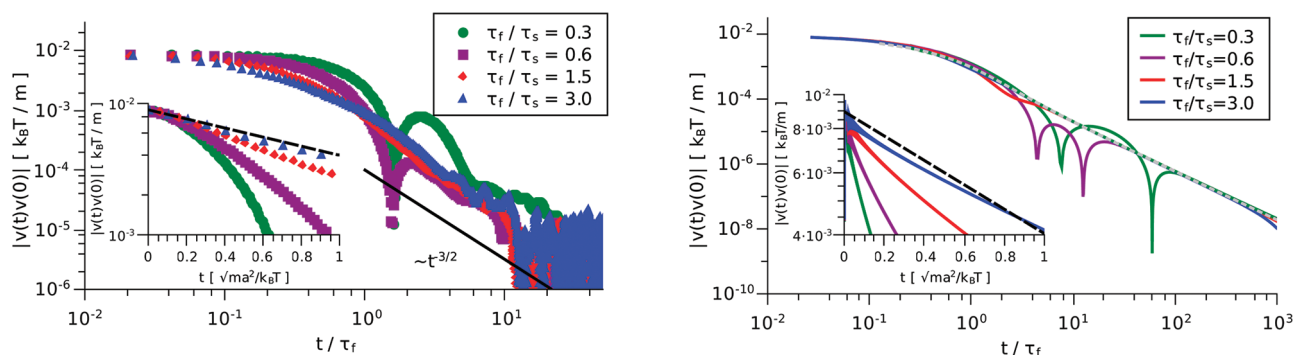 |v(t)v(0)| [ kBT / m ]
10-2
10-3
10-4
10-5
10-6
τf / τs = 0.3
τf / τs = 0.6
τf / τs = 1.5
τf / τs = 3.0
~t3/2
10-2
10-1
100
101
t / τf
|v(t)v(0)| [ kBT / m ]
10-2
10-3
0
0.2
0.4
0.6
0.8
1
t [ √ma2/kBT ]
|v(t)v(0)| [ kBT / m ]
10-2
10-4
10-6
10-8
10-10
τf/τs=0.3
τf/τs=0.6
τf/τs=1.5
τf/τs=3.0
10-2
10-1
100
101
102
103
t / τf
|v(t)v(0)| [ kBT/m ]
10-2
8·10-3
6·10-3
4·10-3
0
0.2
0.4
0.6
0.8
1
t [ √ma2/kBT ]